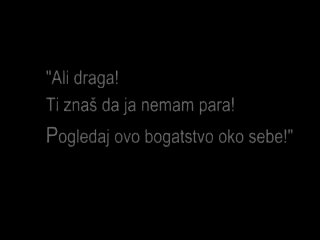 "Ali draga!
Ti znaš da ja nemam para!
Pogledaj ovo bogatstvo oko sebe!"